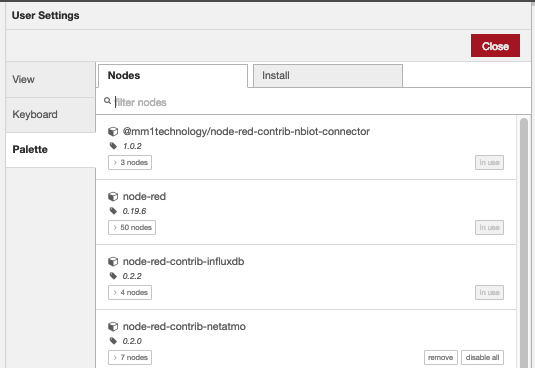 User Settings
Close
View
Keyboard
Palette
Nodes
Install
filter nodes
@mm1technology/node-red-contrib-nbiot-connector
1.0.2
3 nodes
in use
node-red
0.19.6
50 nodes
in use
node-red-contrib-influxdb
0.2.2
4 nodes
in use
node-red-contrib-netatmo
0.2.0
7 nodes
remove
disable all